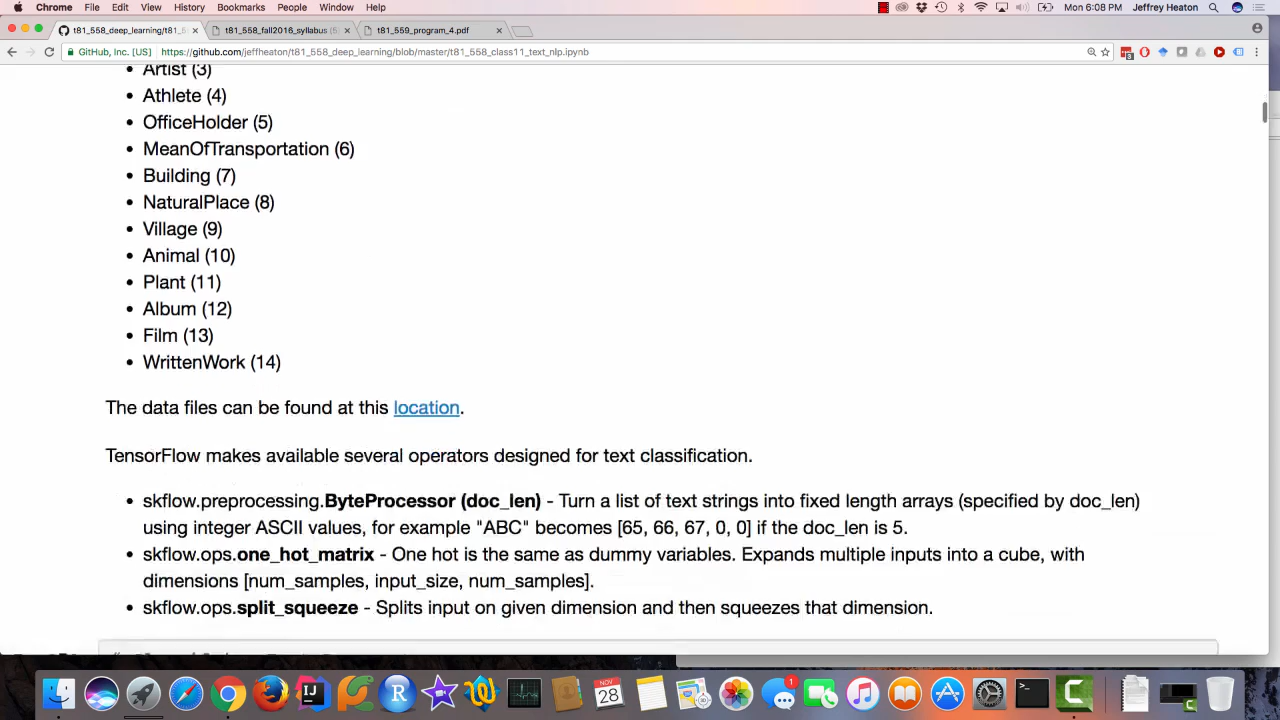 Chrome File Edit View History Bookmarks People Window Help Mon 6:08 PM Jeffrey Heaton
t81_558_deep_learning/t81_5 t81_558_fall2016_syllabus (5 t81_559_program_4.pdf
GitHub, Inc. [US] https://github.com/jeffheaton/t81_558_deep_learning/blob/master/t81_558_class11_text_nlp.ipynb
• Artist (3)
• Athlete (4)
• OfficeHolder (5)
• MeanOfTransportation (6)
• Building (7)
• NaturalPlace (8)
• Village (9)
• Animal (10)
• Plant (11)
• Album (12)
• Film (13)
• WrittenWork (14)
The data files can be found at this location.
TensorFlow makes available several operators designed for text classification.
• skflow.preprocessing.ByteProcessor (doc_len) - Turn a list of text strings into fixed length arrays (specified by doc_len)
using integer ASCII values, for example "ABC" becomes [65, 66, 67, 0, 0] if the doc_len is 5.
• skflow.ops.one_hot_matrix - One hot is the same as dummy variables. Expands multiple inputs into a cube, with
dimensions [num_samples, input_size, num_samples].
• skflow.ops.split_squeeze - Splits input on given dimension and then squeezes that dimension.
NOV
28
1